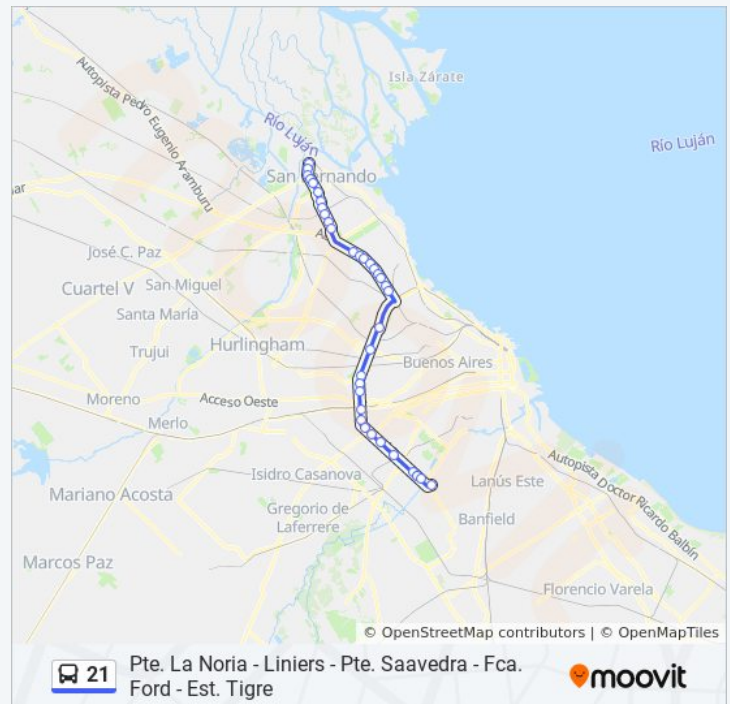 Isla Zárate
Autopista Pedro Eugenio Aramburu
Río Luján
Río Luján
San Fernando
José C. Paz
Cuartel V
San Miguel
Santa María
Trujui
Hurlingham
Buenos Aires
Moreno
Acceso Oeste
Merlo
Isidro Casanova
Lanús Este
Autopista Doctor Ricardo Balbín
Mariano Acosta
Gregorio de
Laferrere
Banfield
Marcos Paz
Florencio Varela
© OpenStreetMap contributors | © OpenMapTiles
21
Pte. La Noria - Liniers - Pte. Saavedra - Fca.
Ford - Est. Tigre
moovit